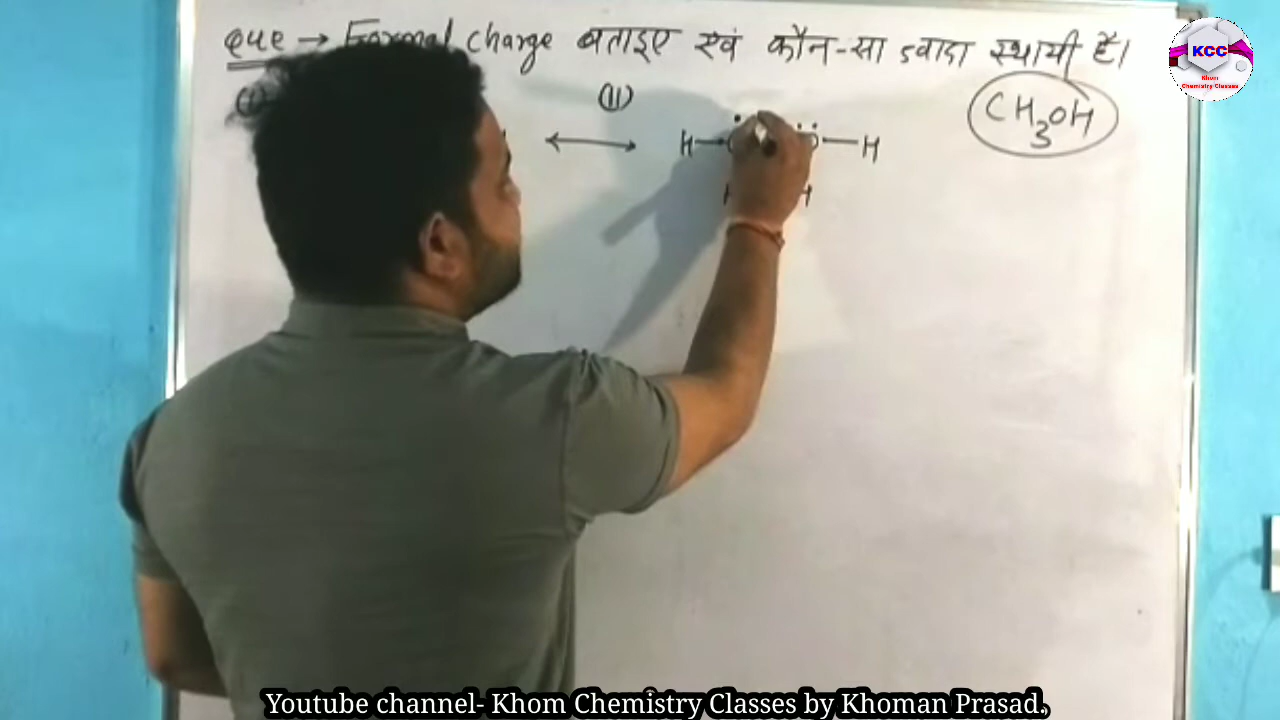 Que → Formal charge बताइए एवं कौन-सा ज्वादा स्थायी है।
(II)
CH3OH
H H
H
KCC
Khom
Chemistry Classes
Youtube channel- Khom Chemistry Classes by Khoman Prasad.